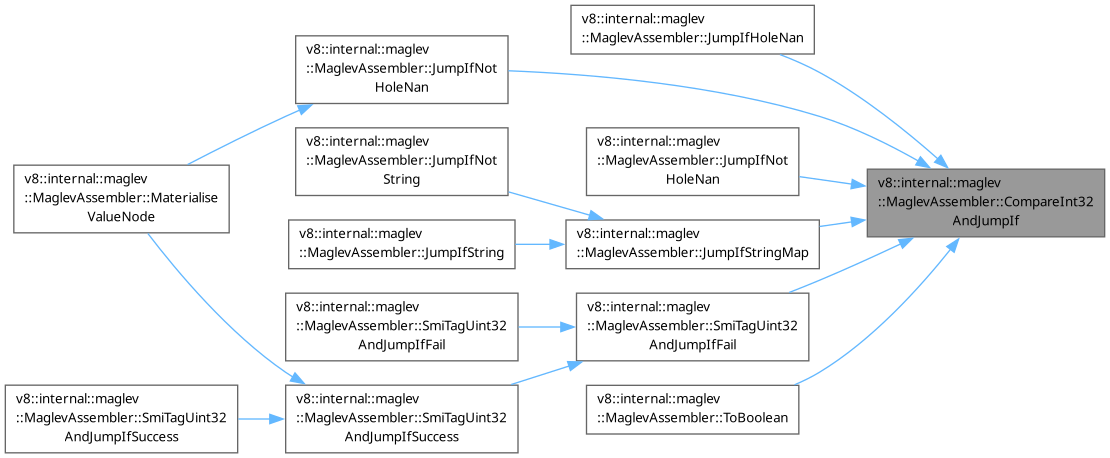 v8::internal::maglev
::MaglevAssembler::JumpIfHoleNan
v8::internal::maglev
::MaglevAssembler::JumpIfNot
HoleNan
v8::internal::maglev
::MaglevAssembler::JumpIfNot
String
v8::internal::maglev
::MaglevAssembler::JumpIfNot
HoleNan
v8::internal::maglev
::MaglevAssembler::Materialise
ValueNode
v8::internal::maglev
::MaglevAssembler::CompareInt32
AndJumpIf
v8::internal::maglev
::MaglevAssembler::JumpIfString
v8::internal::maglev
::MaglevAssembler::JumpIfStringMap
v8::internal::maglev
::MaglevAssembler::SmiTagUint32
AndJumpIfFail
v8::internal::maglev
::MaglevAssembler::SmiTagUint32
AndJumpIfFail
v8::internal::maglev
::MaglevAssembler::SmiTagUint32
AndJumpIfSuccess
v8::internal::maglev
::MaglevAssembler::SmiTagUint32
AndJumpIfSuccess
v8::internal::maglev
::MaglevAssembler::ToBoolean